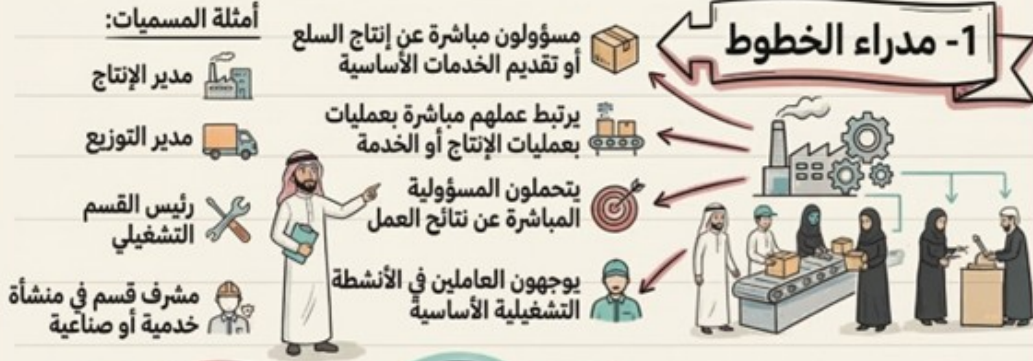 1- مدراء الخطوط
مسؤولون مباشرة عن إنتاج السلع
أو تقديم الخدمات الأساسية
يرتبط عملهم مباشرة بعمليات
بعمليات الإنتاج أو الخدمة
يتحملون المسؤولية
المباشرة عن نتائج العمل
يوجهون العاملين في الأنشطة
التشغيلية الأساسية
أمثلة المسميات:
مدير الإنتاج
مدير التوزيع
رئيس القسم
التشغيلي
مشرف قسم في منشأة
خدمية أو صناعية